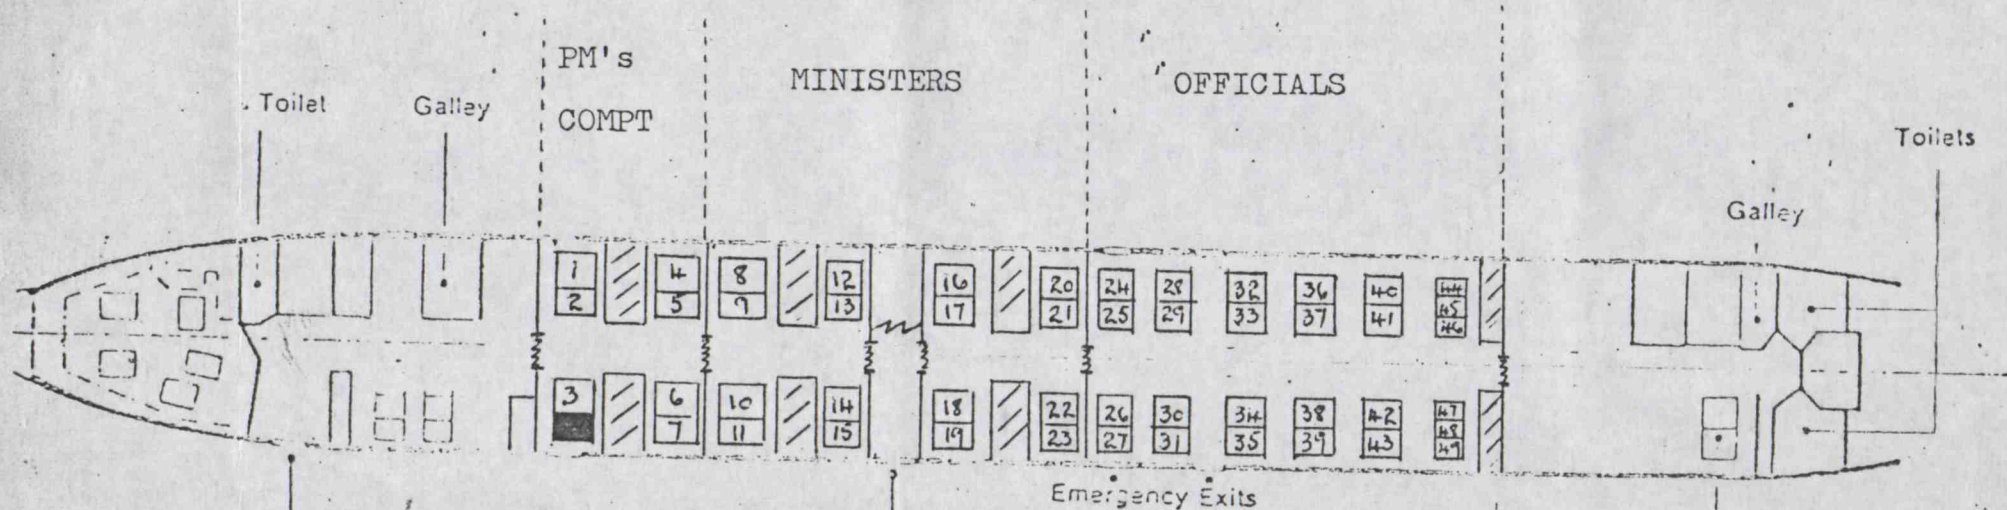 PM's
COMPT
MINISTERS
OFFICIALS
Toilet
Galley
Toilets
Galley
1 4 8 12 16 20 24 28 32 36 40 44
2 5 9 13 17 21 25 29 33 37 41 45
46
3 6 10 14 18 22 26 30 34 38 42 47
7 11 15 19 23 27 31 35 39 43 48
49
Emergency Exits